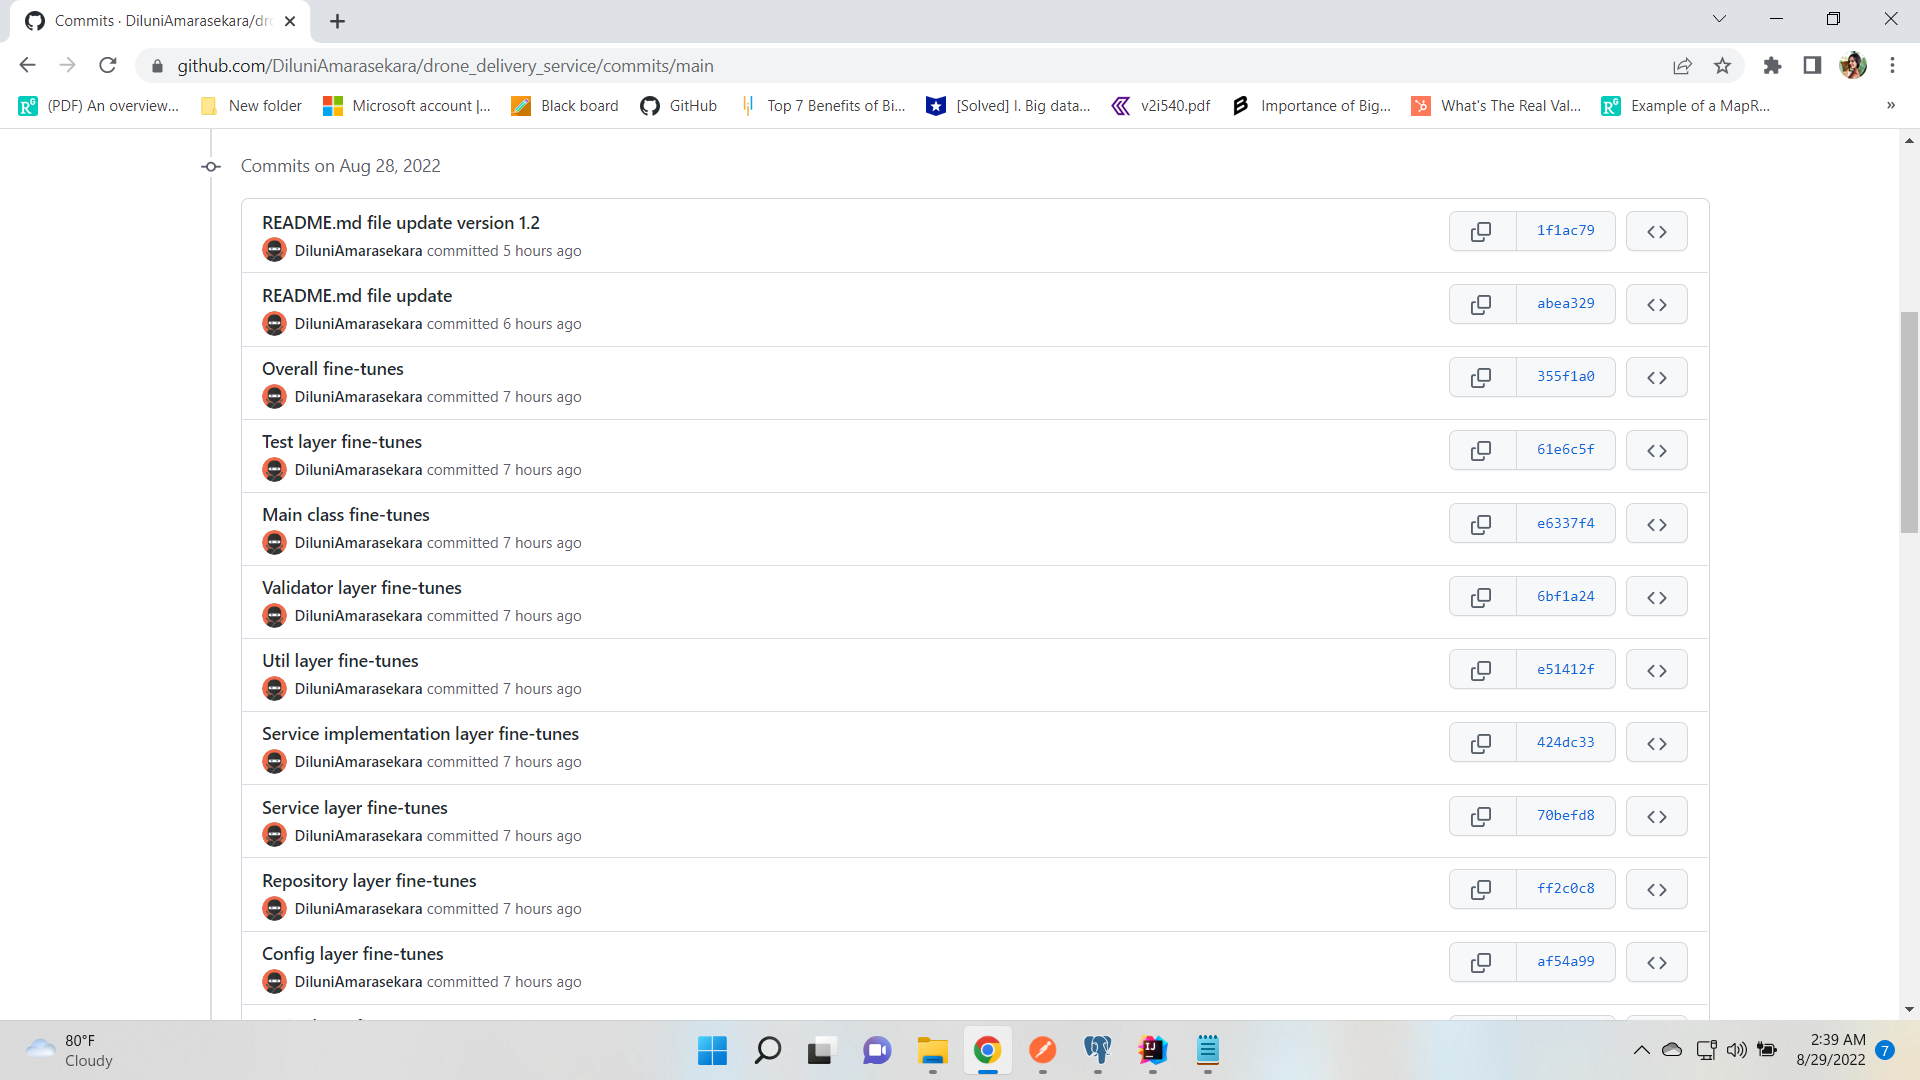 Commits · DiluniAmarasekara/dro
github.com/DiluniAmarasekara/drone_delivery_service/commits/main
(PDF) An overview...
New folder
Microsoft account |...
Black board
GitHub
Top 7 Benefits of Bi...
[Solved] I. Big data...
v2i540.pdf
Importance of Big...
What's The Real Val...
Example of a MapR...
»
Commits on Aug 28, 2022
README.md file update version 1.2
DiluniAmarasekara committed 5 hours ago
1f1ac79
README.md file update
DiluniAmarasekara committed 6 hours ago
abea329
Overall fine-tunes
DiluniAmarasekara committed 7 hours ago
355f1a0
Test layer fine-tunes
DiluniAmarasekara committed 7 hours ago
61e6c5f
Main class fine-tunes
DiluniAmarasekara committed 7 hours ago
e6337f4
Validator layer fine-tunes
DiluniAmarasekara committed 7 hours ago
6bf1a24
Util layer fine-tunes
DiluniAmarasekara committed 7 hours ago
e51412f
Service implementation layer fine-tunes
DiluniAmarasekara committed 7 hours ago
424dc33
Service layer fine-tunes
DiluniAmarasekara committed 7 hours ago
70befd8
Repository layer fine-tunes
DiluniAmarasekara committed 7 hours ago
ff2c0c8
Config layer fine-tunes
DiluniAmarasekara committed 7 hours ago
af54a99
80°F
Cloudy
2:39 AM
8/29/2022
7